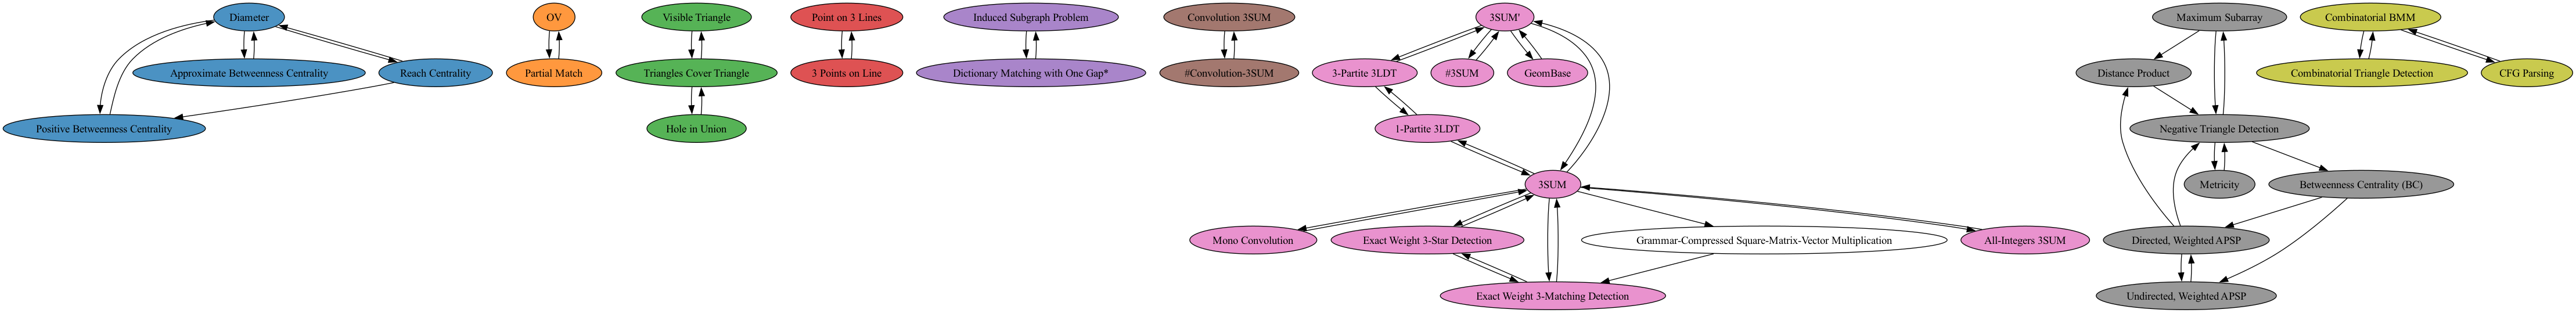 Diameter
OV
Visible Triangle
Point on 3 Lines
Induced Subgraph Problem
Convolution 3SUM
3SUM'
Maximum Subarray
Combinatorial BMM
Approximate Betweenness Centrality
Reach Centrality
Partial Match
Triangles Cover Triangle
3 Points on Line
Dictionary Matching with One Gap*
#Convolution-3SUM
3-Partite 3LDT
#3SUM
GeomBase
Distance Product
Combinatorial Triangle Detection
CFG Parsing
Positive Betweenness Centrality
Hole in Union
1-Partite 3LDT
Negative Triangle Detection
3SUM
Metricity
Betweenness Centrality (BC)
Mono Convolution
Exact Weight 3-Star Detection
Grammar-Compressed Square-Matrix-Vector Multiplication
All-Integers 3SUM
Directed, Weighted APSP
Exact Weight 3-Matching Detection
Undirected, Weighted APSP